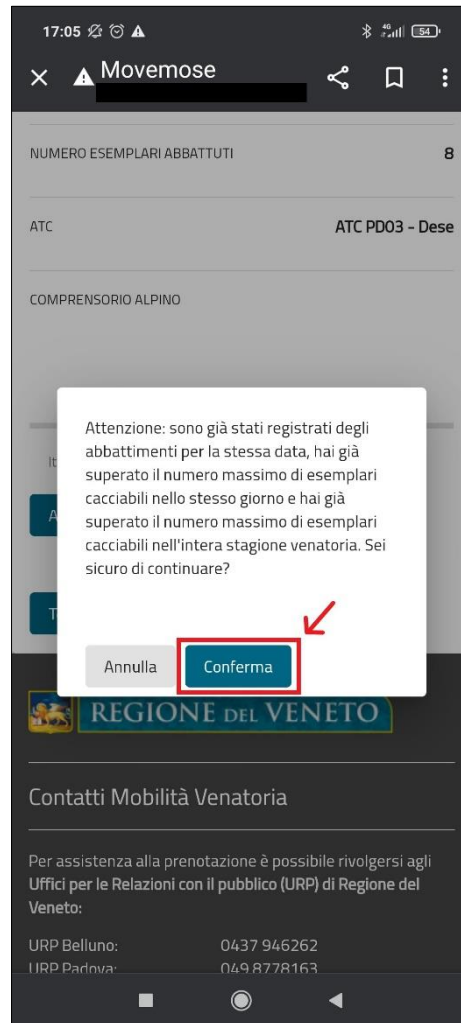 17:05 4G 54
Movemose
NUMERO ESEMPLARI ABBATTUTI 8
ATC ATC PD03 - Dese
COMPRENSORIO ALPINO
Attenzione: sono già stati registrati degli
abbattimenti per la stessa data, hai già
superato il numero massimo di esemplari
cacciabili nello stesso giorno e hai già
superato il numero massimo di esemplari
cacciabili nell'intera stagione venatoria. Sei
sicuro di continuare?
It
A
T
Annulla Conferma
REGIONE DEL VENETO
Contatti Mobilità Venatoria
Per assistenza alla prenotazione è possibile rivolgersi agli
Uffici per le Relazioni con il pubblico (URP) di Regione del
Veneto:
URP Belluno: 0437 946262
URP Padova: 049 8778163